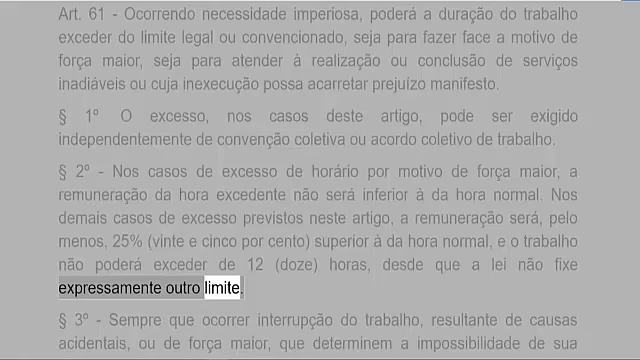 Art. 61 - Ocorrendo necessidade imperiosa, poderá a duração do trabalho
exceder do limite legal ou convencionado, seja para fazer face a motivo de
força maior, seja para atender à realização ou conclusão de serviços
inadiáveis ou cuja inexecução possa acarretar prejuízo manifesto.
§ 1º O excesso, nos casos deste artigo, pode ser exigido
independentemente de convenção coletiva ou acordo coletivo de trabalho.
§ 2º - Nos casos de excesso de horário por motivo de força maior, a
remuneração da hora excedente não será inferior à da hora normal. Nos
demais casos de excesso previstos neste artigo, a remuneração será, pelo
menos, 25% (vinte e cinco por cento) superior à da hora normal, e o trabalho
não poderá exceder de 12 (doze) horas, desde que a lei não fixe
expressamente outro limite.
§ 3º - Sempre que ocorrer interrupção do trabalho, resultante de causas
acidentais, ou de força maior, que determinem a impossibilidade de sua